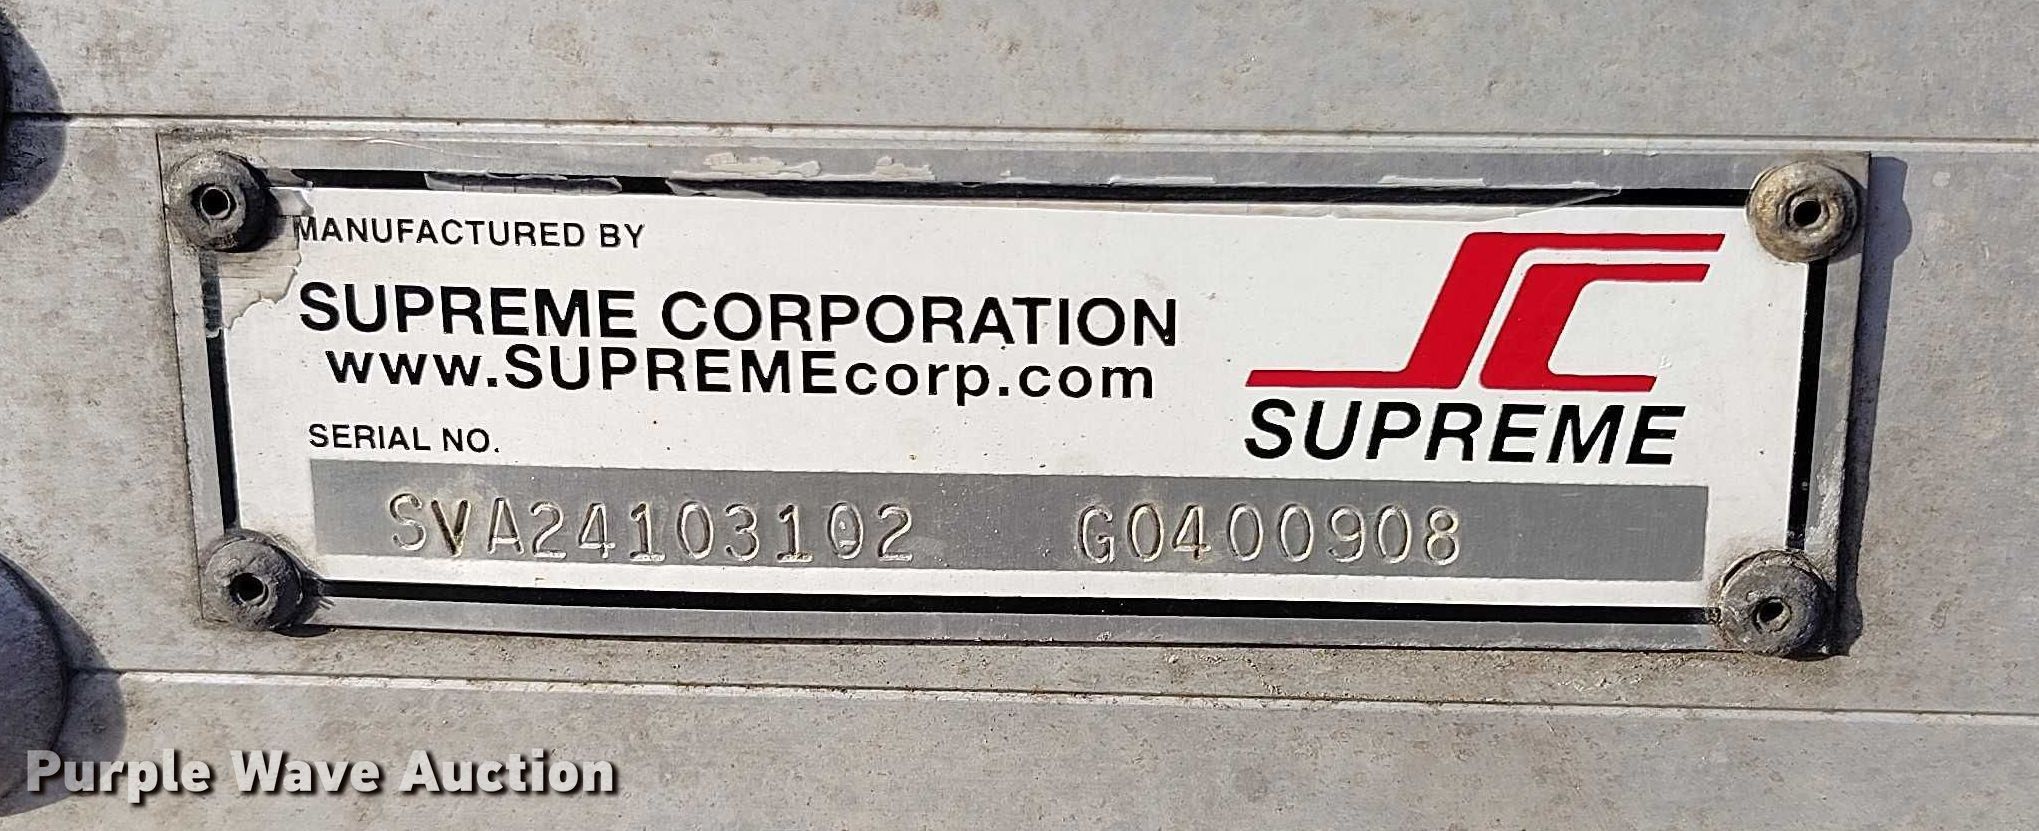 MANUFACTURED BY
SUPREME CORPORATION
www.SUPREMEcorp.com
SUPREME
SERIAL NO.
SVA24103102 G0400908
Purple Wave Auction